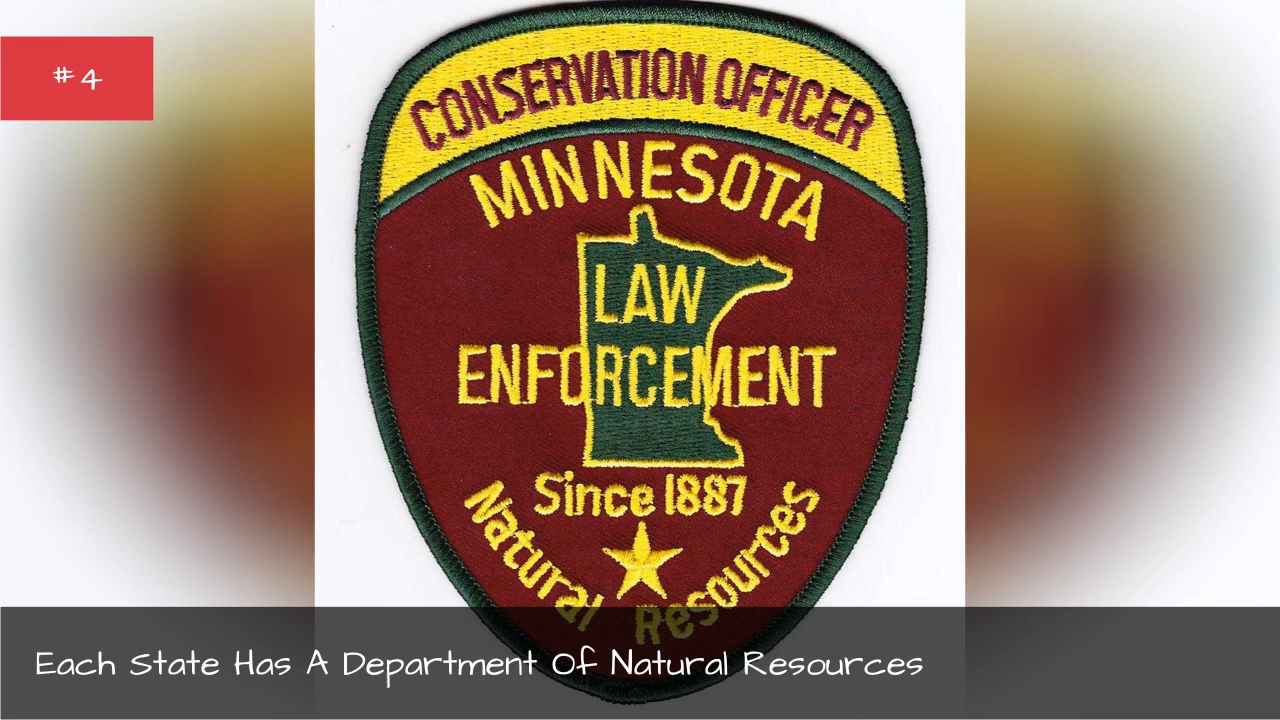 #4
CONSERVATION OFFICER
MINNESOTA
LAW
ENFORCEMENT
Since 1887
Natural Resources
Each State Has A Department Of Natural Resources